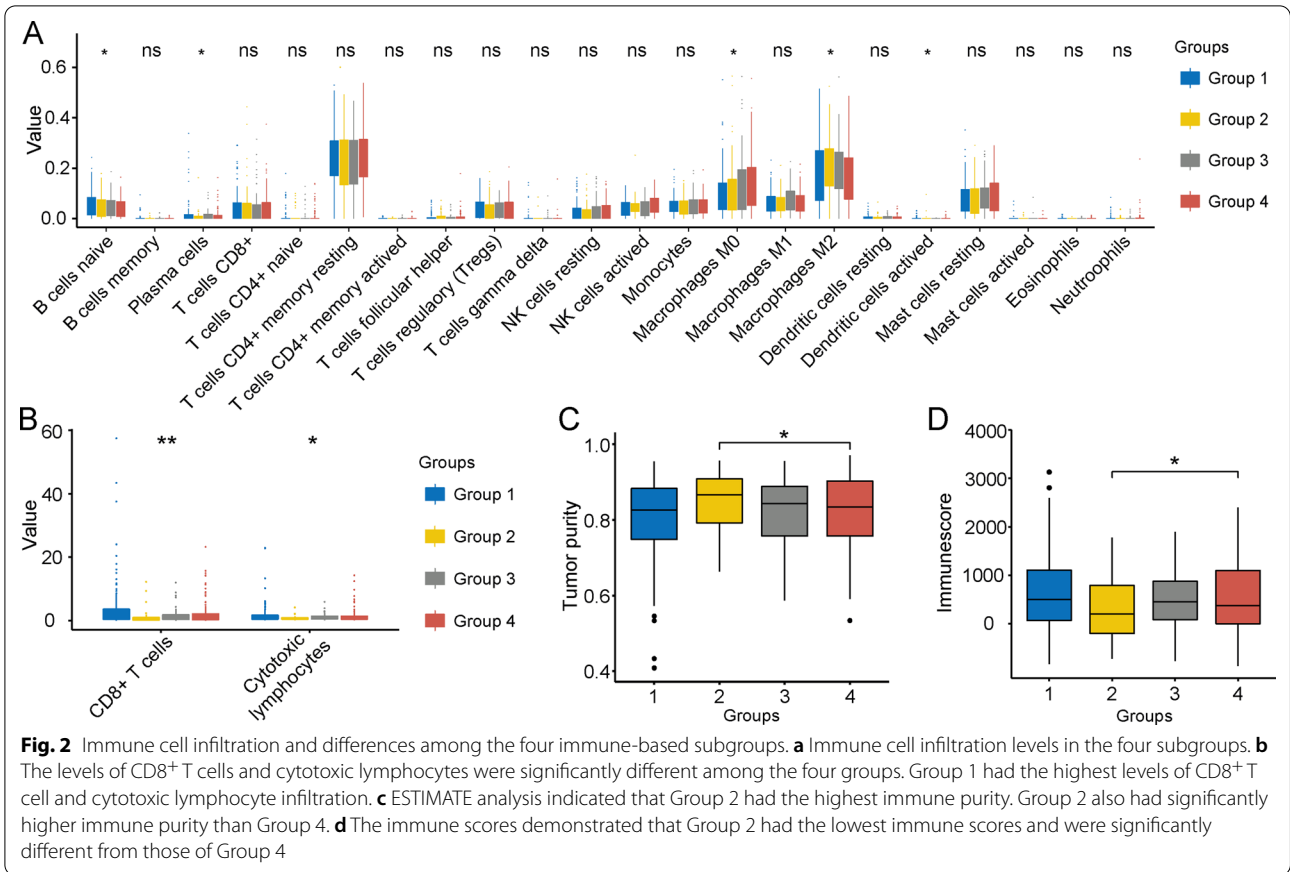 A
* ns * ns ns ns ns ns ns ns ns ns ns * ns * ns * ns ns ns ns
Value
0.6
0.4
0.2
0.0
B cells naive
B cells memory
Plasma cells
T cells CD8+
T cells CD4+ naive
T cells CD4+ memory resting
T cells CD4+ memory actived
T cells follicular helper
T cells regulaory (Tregs)
T cells gamma delta
NK cells resting
NK cells actived
Monocytes
Macrophages M0
Macrophages M1
Macrophages M2
Dendritic cells resting
Dendritic cells actived
Mast cells resting
Mast cells actived
Eosinophils
Netroophils
Groups
Group 1
Group 2
Group 3
Group 4
B
** *
Value
60
40
20
0
CD8+ T cells
Cytotoxic
lymphocytes
Groups
Group 1
Group 2
Group 3
Group 4
C
*
Tumor purity
1.0
0.8
0.6
0.4
1 2 3 4
Groups
D
*
Immunescore
4000
3000
2000
1000
0
1 2 3 4
Groups
Fig. 2 Immune cell infiltration and differences among the four immune-based subgroups. a Immune cell infiltration levels in the four subgroups. b
The levels of CD8+ T cells and cytotoxic lymphocytes were significantly different among the four groups. Group 1 had the highest levels of CD8+ T
cell and cytotoxic lymphocyte infiltration. c ESTIMATE analysis indicated that Group 2 had the highest immune purity. Group 2 also had significantly
higher immune purity than Group 4. d The immune scores demonstrated that Group 2 had the lowest immune scores and were significantly
different from those of Group 4